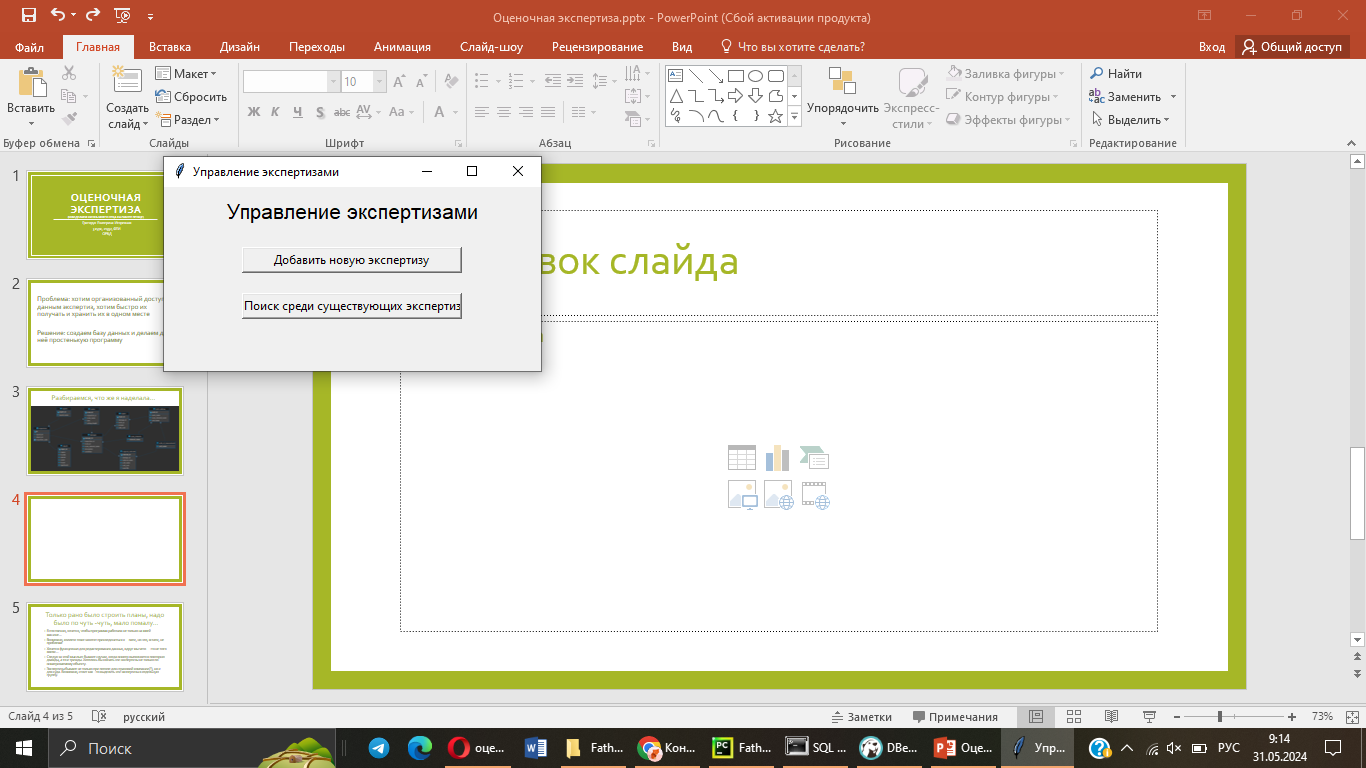 Оценочная экспертиза.pptx - PowerPoint (Сбой активации продукта)
Файл Главная Вставка Дизайн Переходы Анимация Слайд-шоу Рецензирование Вид Что вы хотите сделать? Вход Общий доступ
Вставить
Создать слайд
Макет
Сбросить
Раздел
10
Ж К Ч S abc AV Aa А
Упорядочить
Экспресс-стили
Заливка фигуры
Контур фигуры
Эффекты фигуры
Найти
Заменить
Выделить
Буфер обмена Слайды Шрифт Абзац Рисование Редактирование
Управление экспертизами
Управление экспертизами
Добавить новую экспертизу
Поиск среди существующих экспертиз
1
ОЦЕНОЧНАЯ
ЭКСПЕРТИЗА
2
Проблема: хотим организованный доступ
данным экспертиз, хотим быстро их
получать и хранить их в одном месте
Решение: создаем базу данных и делаем д
неё простенькую программу
3
Разбираемся, что же я наделала...
4
5
Только рано было строить планы, надо
было по чуть-чуть, мало помалу...
вок слайда
Слайд 4 из 5 русский Заметки Примечания 73%
Поиск
оце...
Fath...
Кон...
Fath...
SQL ...
DBe...
Оце...
Упр...
РУС
9:14
31.05.2024